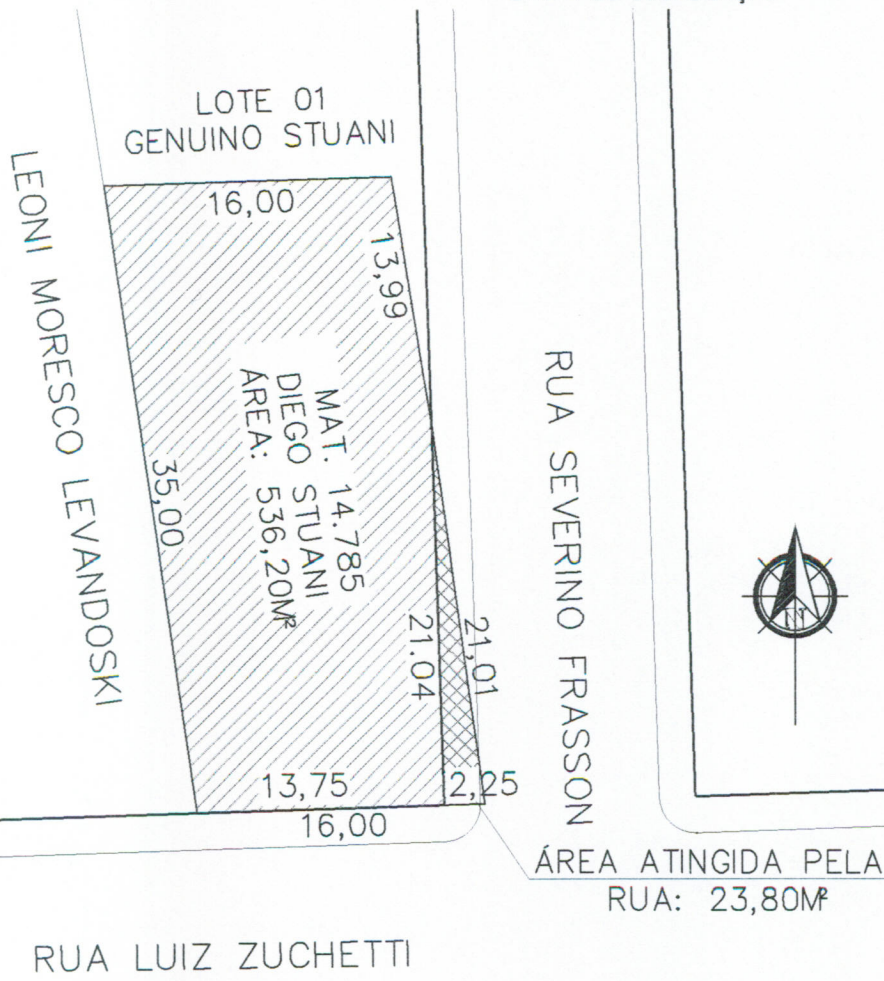 LOTE 01
GENUINO STUANI
16,00
13,99
LEONI MORESCO LEVANDOSKI
MAT. 14.785
DIEGO STUANI
ÁREA: 536,20M²
35,00
21.04
21,01
RUA SEVERINO FRASSON
N
13,75
2,25
16,00
ÁREA ATINGIDA PELA
RUA: 23,80M²
RUA LUIZ ZUCHETTI